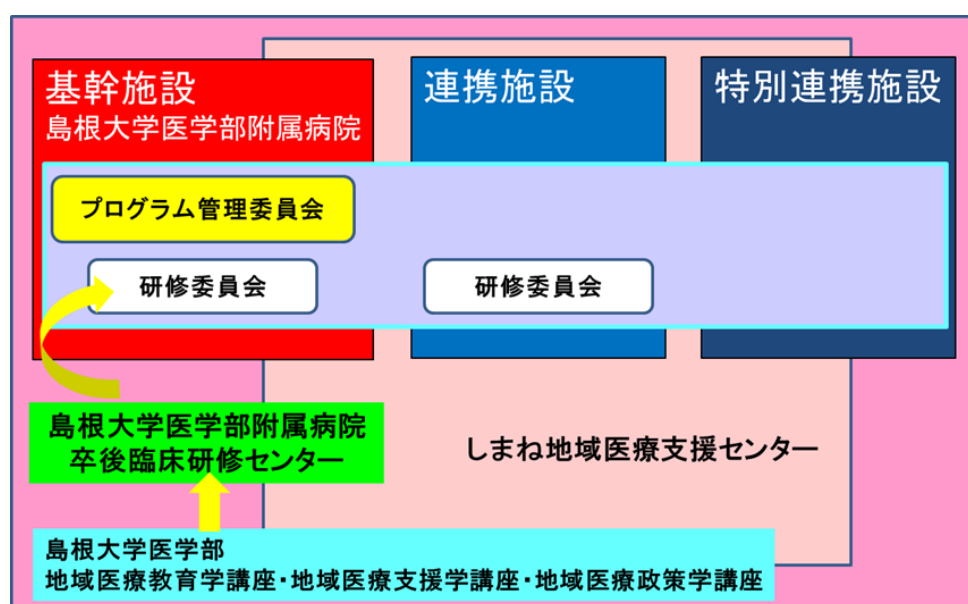 基幹施設
島根大学医学部附属病院
連携施設
特別連携施設
プログラム管理委員会
研修委員会
研修委員会
島根大学医学部附属病院
卒後臨床研修センター
しまね地域医療支援センター
島根大学医学部
地域医療教育学講座・地域医療支援学講座・地域医療政策学講座